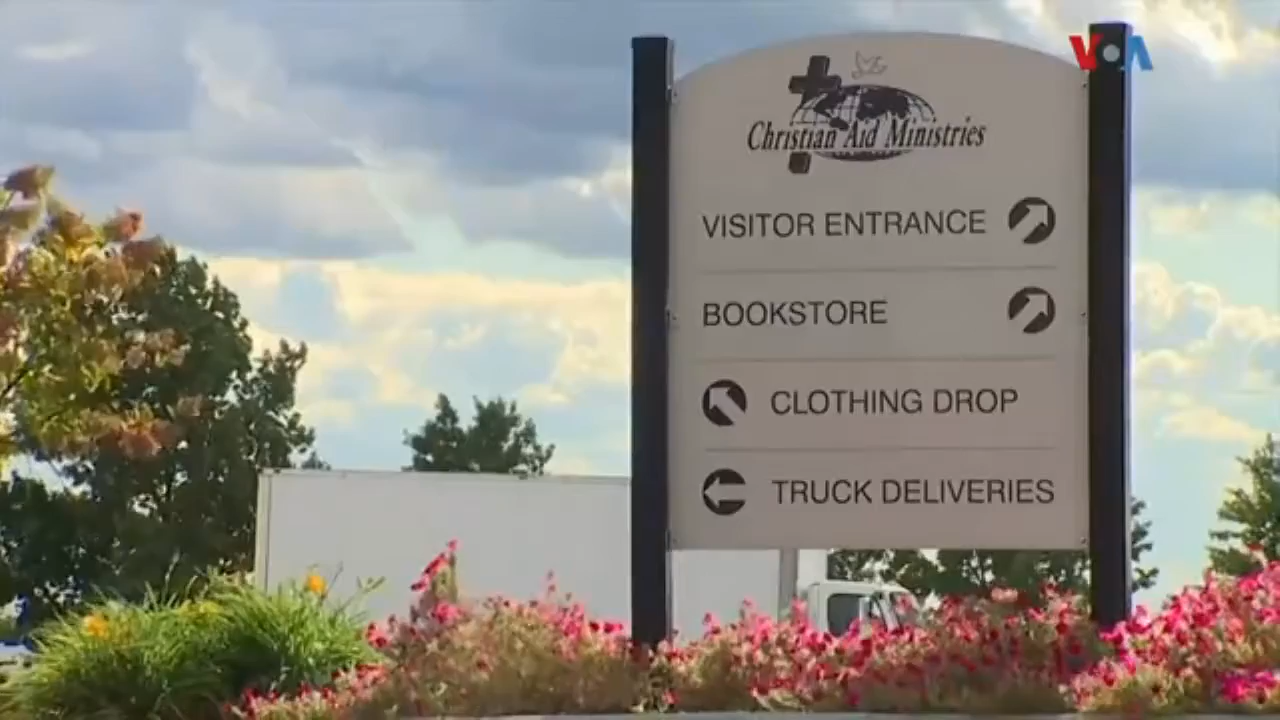 VOA
Christian Aid Ministries
VISITOR ENTRANCE
BOOKSTORE
CLOTHING DROP
TRUCK DELIVERIES